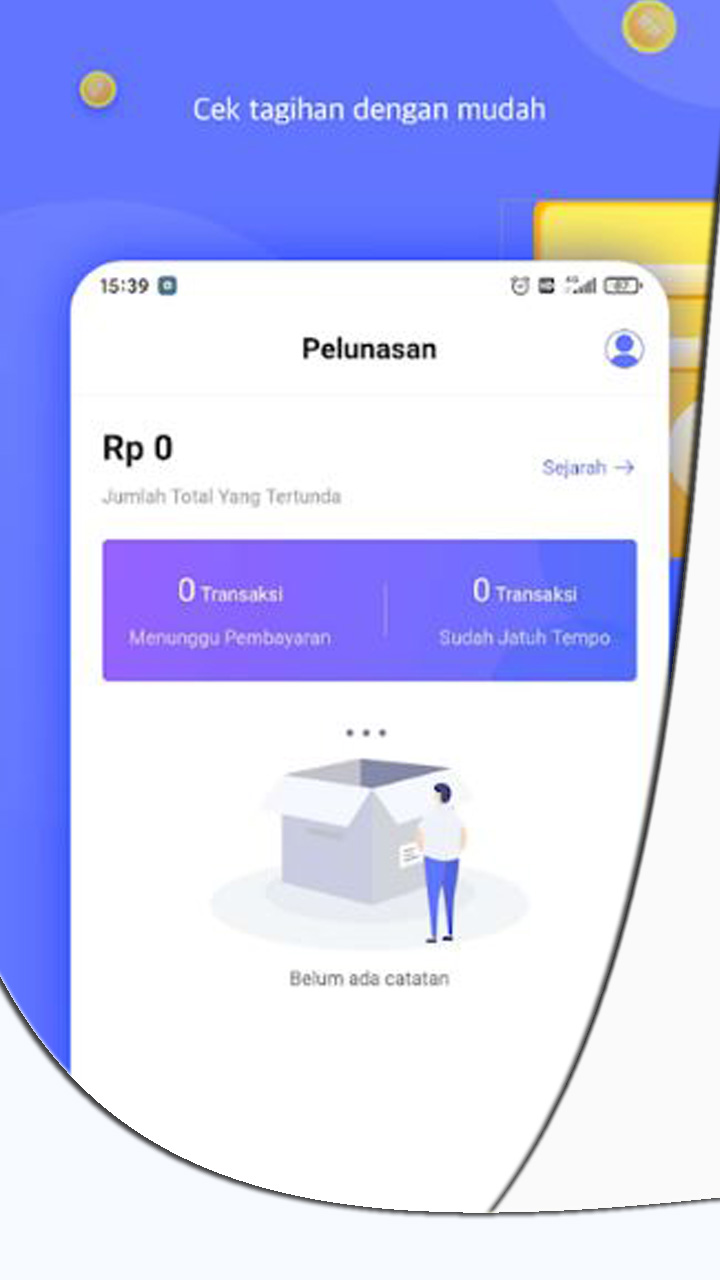 Cek tagihan dengan mudah
15:39
Pelunasan
Rp 0
Sejarah →
Jumlah Total Yang Tertunda
0 Transaksi
0 Transaksi
Menunggu Pembayaran
Sudah Jatuh Tempo
Belum ada catatan